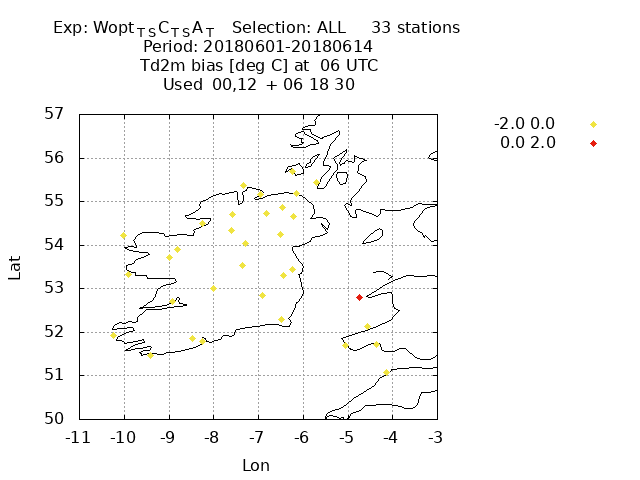 Exp: Wopt T S C T S A T   Selection: ALL     33 stations
Period: 20180601-20180614
Td2m bias [deg C] at  06 UTC
Used  00,12  + 06 18 30
-2.0 0.0
0.0 2.0
57
56
55
54
53
52
51
50
Lat
-11 -10 -9 -8 -7 -6 -5 -4 -3
Lon